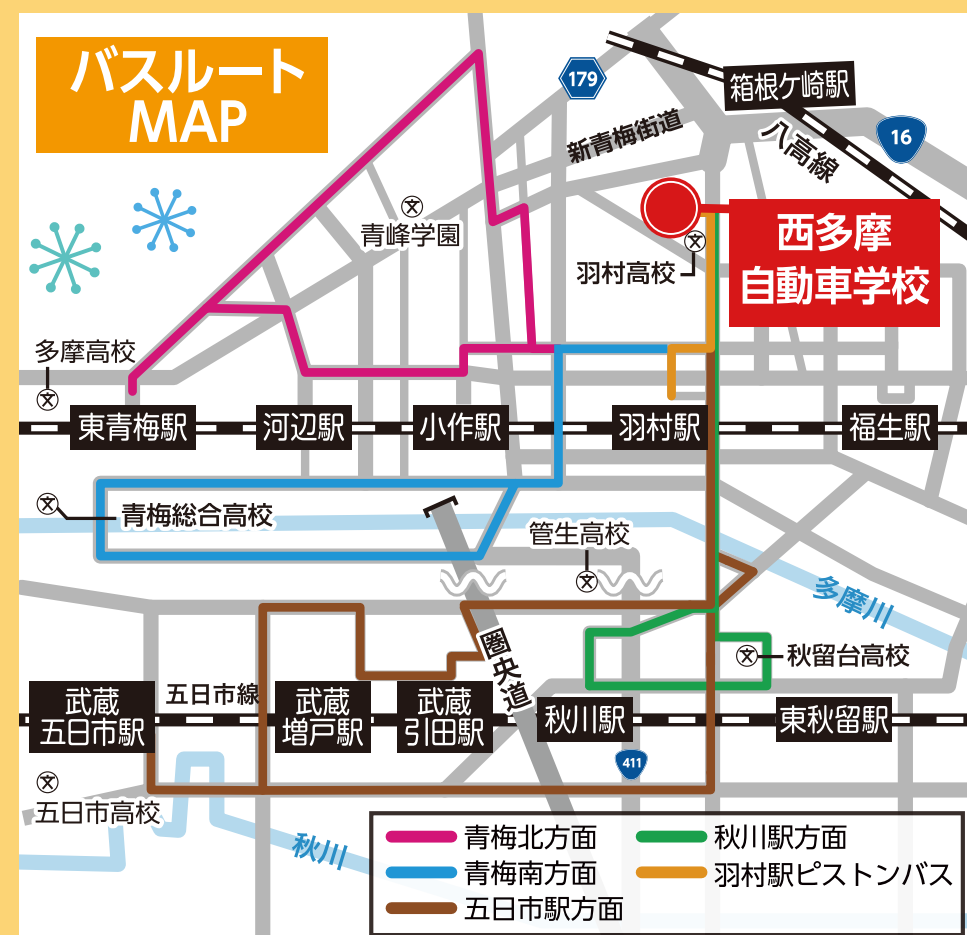 バスルート
MAP
179
箱根ケ崎駅
16
新青梅街道
八高線
青峰学園
羽村高校
西多摩
自動車学校
多摩高校
東青梅駅
河辺駅
小作駅
羽村駅
福生駅
青梅総合高校
管生高校
多摩川
圏央道
秋留台高校
武蔵
五日市駅
五日市線
武蔵
増戸駅
武蔵
引田駅
秋川駅
東秋留駅
411
五日市高校
秋川
青梅北方面
秋川駅方面
青梅南方面
羽村駅ピストンバス
五日市駅方面